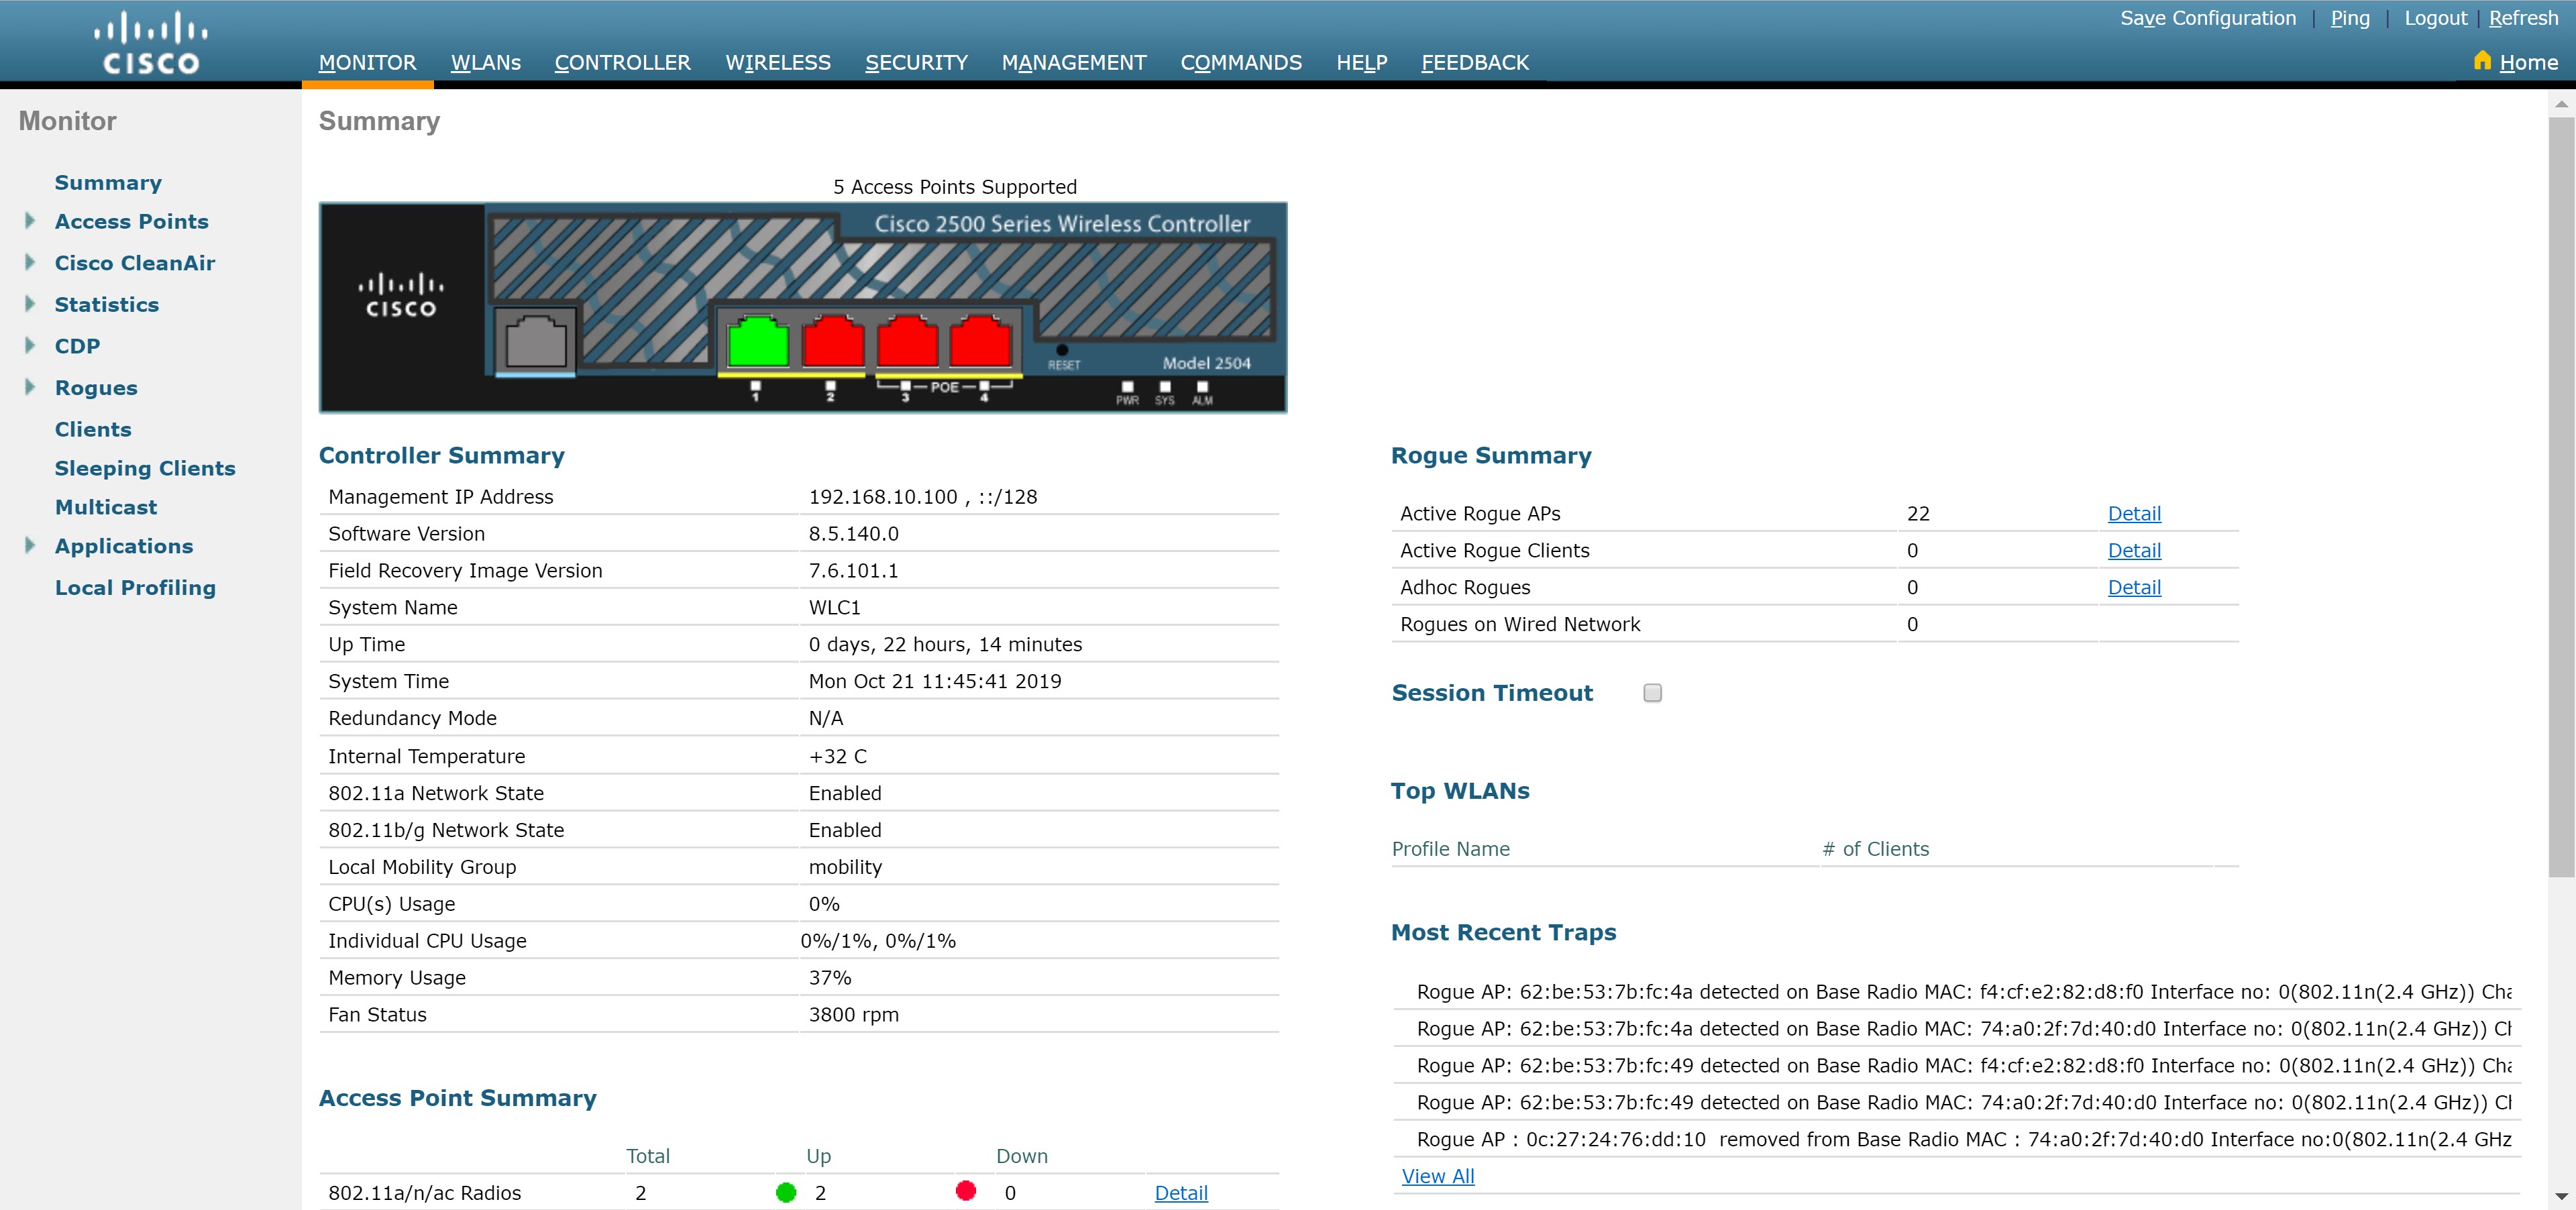 Save Configuration | Ping | Logout | Refresh
CISCO
MONITOR WLANs CONTROLLER WIRELESS SECURITY MANAGEMENT COMMANDS HELP FEEDBACK
Home
Monitor
Summary
Access Points
Cisco CleanAir
Statistics
CDP
Rogues
Clients
Sleeping Clients
Multicast
Applications
Local Profiling
Summary
5 Access Points Supported
Cisco 2500 Series Wireless Controller
CISCO
RESET
Model 2504
1 2 3 POE 4
PWR SYS ALM
Controller Summary
Management IP Address 192.168.10.100 , ::/128
Software Version 8.5.140.0
Field Recovery Image Version 7.6.101.1
System Name WLC1
Up Time 0 days, 22 hours, 14 minutes
System Time Mon Oct 21 11:45:41 2019
Redundancy Mode N/A
Internal Temperature +32 C
802.11a Network State Enabled
802.11b/g Network State Enabled
Local Mobility Group mobility
CPU(s) Usage 0%
Individual CPU Usage 0%/1%, 0%/1%
Memory Usage 37%
Fan Status 3800 rpm
Access Point Summary
Total Up Down
802.11a/n/ac Radios 2 2 0 Detail
Rogue Summary
Active Rogue APs 22 Detail
Active Rogue Clients 0 Detail
Adhoc Rogues 0 Detail
Rogues on Wired Network 0
Session Timeout
Top WLANs
Profile Name # of Clients
Most Recent Traps
Rogue AP: 62:be:53:7b:fc:4a detected on Base Radio MAC: f4:cf:e2:82:d8:f0 Interface no: 0(802.11n(2.4 GHz)) Cha
Rogue AP: 62:be:53:7b:fc:4a detected on Base Radio MAC: 74:a0:2f:7d:40:d0 Interface no: 0(802.11n(2.4 GHz)) Ch
Rogue AP: 62:be:53:7b:fc:49 detected on Base Radio MAC: f4:cf:e2:82:d8:f0 Interface no: 0(802.11n(2.4 GHz)) Cha
Rogue AP: 62:be:53:7b:fc:49 detected on Base Radio MAC: 74:a0:2f:7d:40:d0 Interface no: 0(802.11n(2.4 GHz)) Ch
Rogue AP : 0c:27:24:76:dd:10 removed from Base Radio MAC : 74:a0:2f:7d:40:d0 Interface no:0(802.11n(2.4 GHz
View All